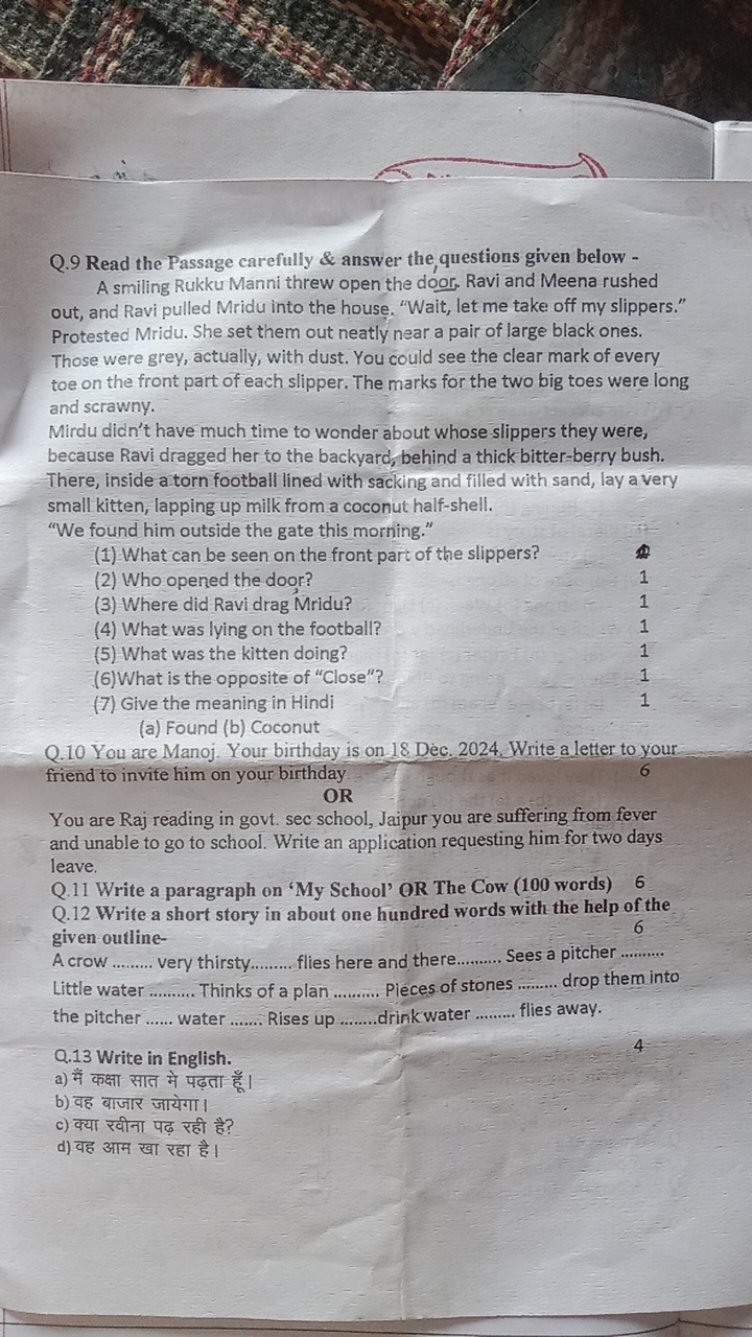 Q.9 Read the Passage carefully & answer the questions given below -
A smiling Rukku Manni threw open the door. Ravi and Meena rushed
out, and Ravi pulled Mridu into the house. “Wait, let me take off my slippers.”
Protested Mridu. She set them out neatly near a pair of large black ones.
Those were grey, actually, with dust. You could see the clear mark of every
toe on the front part of each slipper. The marks for the two big toes were long
and scrawny.
Mirdu didn’t have much time to wonder about whose slippers they were,
because Ravi dragged her to the backyard, behind a thick bitter-berry bush.
There, inside a torn football lined with sacking and filled with sand, lay a very
small kitten, lapping up milk from a coconut half-shell.
“We found him outside the gate this morning.”
(1) What can be seen on the front part of the slippers?
(2) Who opened the door? 1
(3) Where did Ravi drag Mridu? 1
(4) What was lying on the football? 1
(5) What was the kitten doing? 1
(6)What is the opposite of “Close”? 1
(7) Give the meaning in Hindi 1
(a) Found (b) Coconut
Q.10 You are Manoj. Your birthday is on 18 Dec. 2024. Write a letter to your
friend to invite him on your birthday 6
OR
You are Raj reading in govt. sec school, Jaipur you are suffering from fever
and unable to go to school. Write an application requesting him for two days
leave.
Q.11 Write a paragraph on ‘My School’ OR The Cow (100 words) 6
Q.12 Write a short story in about one hundred words with the help of the
given outline- 6
A crow ......... very thirsty......... flies here and there.......... Sees a pitcher ..........
Little water .......... Thinks of a plan .......... Pieces of stones ......... drop them into
the pitcher ...... water ....... Rises up ........drink water ......... flies away.
Q.13 Write in English. 4
a) मैं कक्षा सात मे पढ़ता हूँ।
b) वह बाजार जायेगा।
c) क्या रवीना पढ़ रही है?
d) वह आम खा रहा है।